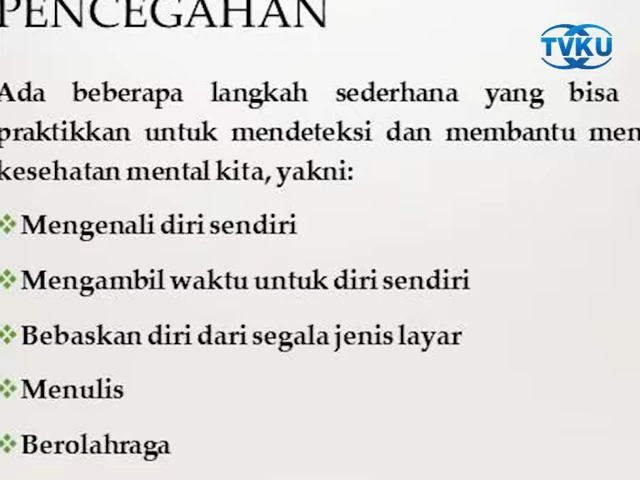 PENCEGAHAN
TVKU
Ada beberapa langkah sederhana yang bisa
praktikkan untuk mendeteksi dan membantu men
kesehatan mental kita, yakni:
Mengenali diri sendiri
Mengambil waktu untuk diri sendiri
Bebaskan diri dari segala jenis layar
Menulis
Berolahraga